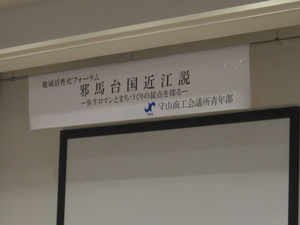 地域活性化フォーラム
邪馬台国近江説
―弥生ロマンとまちづくりの接点を探る―
守山商工会議所青年部